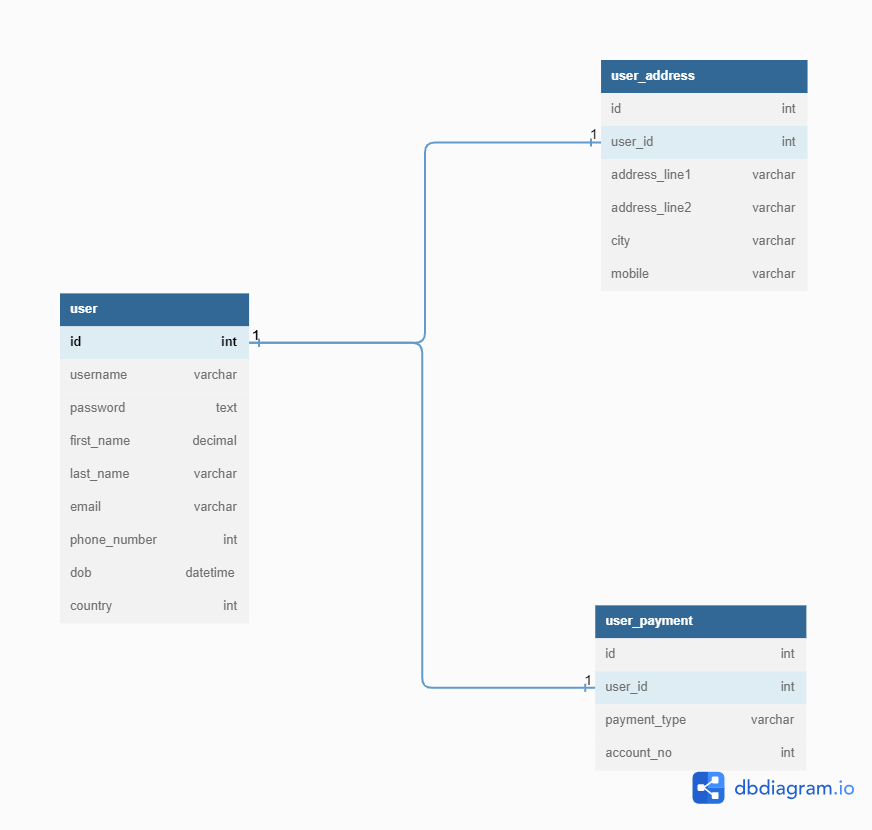 user_address
id int
1
user_id int
address_line1 varchar
address_line2 varchar
city varchar
mobile varchar
user
id int
1
username varchar
password text
first_name decimal
last_name varchar
email varchar
phone_number int
dob datetime
country int
user_payment
id int
1
user_id int
payment_type varchar
account_no int
dbdiagram.io